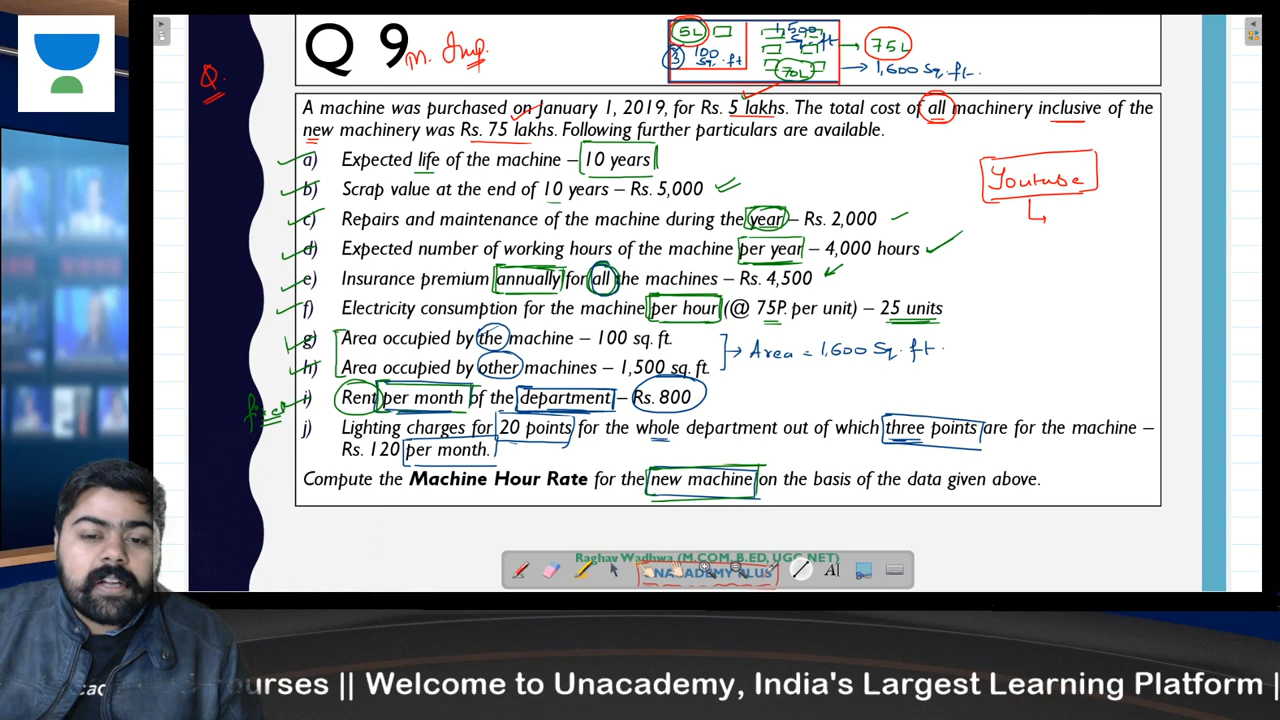 Q 9 m. Imp.
Q.
5L
100
Sq. ft
1,500
Sq. ft
70L
75L
1,600 Sq. ft.
A machine was purchased on January 1, 2019, for Rs. 5 lakhs. The total cost of all machinery inclusive of the
new machinery was Rs. 75 lakhs. Following further particulars are available.
a) Expected life of the machine – 10 years
b) Scrap value at the end of 10 years – Rs. 5,000
c) Repairs and maintenance of the machine during the year – Rs. 2,000
d) Expected number of working hours of the machine per year – 4,000 hours
e) Insurance premium annually for all the machines – Rs. 4,500
f) Electricity consumption for the machine per hour (@ 75P. per unit) – 25 units
g) Area occupied by the machine – 100 sq. ft.
h) Area occupied by other machines – 1,500 sq. ft.
Area = 1,600 Sq. ft.
i) Rent per month of the department – Rs. 800
j) Lighting charges for 20 points for the whole department out of which three points are for the machine –
Rs. 120 per month.
Compute the Machine Hour Rate for the new machine on the basis of the data given above.
Youtube
Raghav Wadhwa (M.COM, B.ED, UGC NET)
UNACADEMY PLUS
ourses || Welcome to Unacademy, India's Largest Learning Platform |